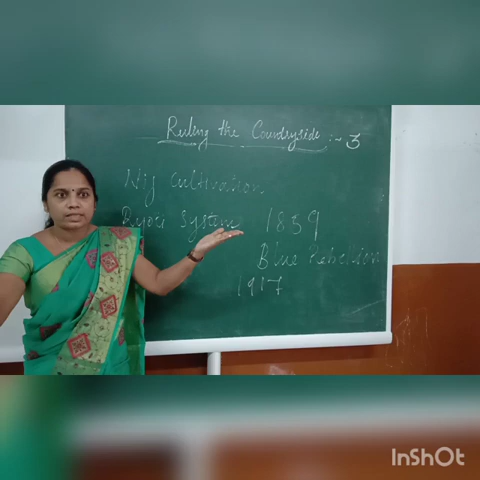 Ruling the Countryside :- 3
Nij Cultivation
Ryoti System 1859
Blue Rebellion
1917
InShOt